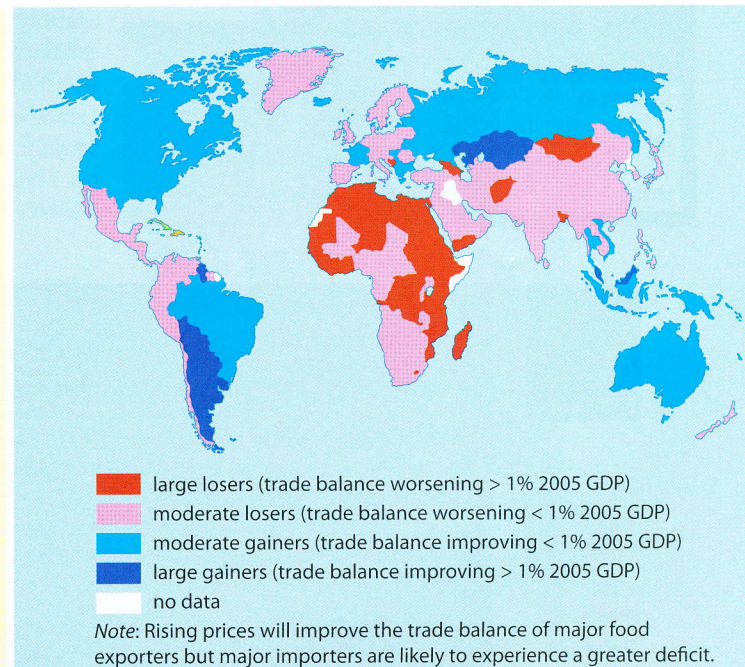 large losers (trade balance worsening > 1% 2005 GDP)
moderate losers (trade balance worsening < 1% 2005 GDP)
moderate gainers (trade balance improving < 1% 2005 GDP)
large gainers (trade balance improving > 1% 2005 GDP)
no data
Note: Rising prices will improve the trade balance of major food
exporters but major importers are likely to experience a greater deficit.